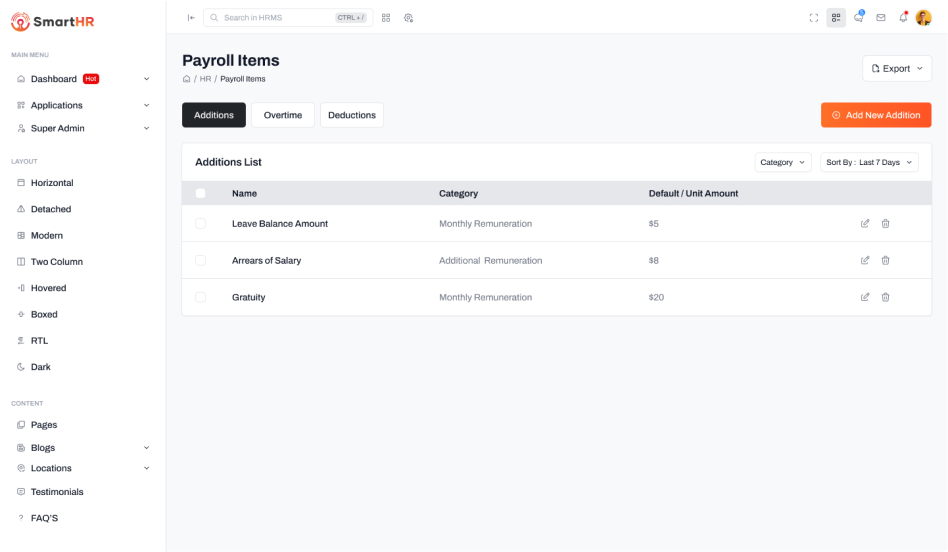 SmartHR
Search in HRMS
CTRL + /
MAIN MENU
Dashboard Hot
Applications
Super Admin
LAYOUT
Horizontal
Detached
Modern
Two Column
Hovered
Boxed
RTL
Dark
CONTENT
Pages
Blogs
Locations
Testimonials
FAQ'S
Payroll Items
/ HR / Payroll Items
Export
Additions Overtime Deductions
Add New Addition
Additions List
Category
Sort By : Last 7 Days
Name Category Default / Unit Amount
Leave Balance Amount Monthly Remuneration $5
Arrears of Salary Additional Remuneration $8
Gratuity Monthly Remuneration $20